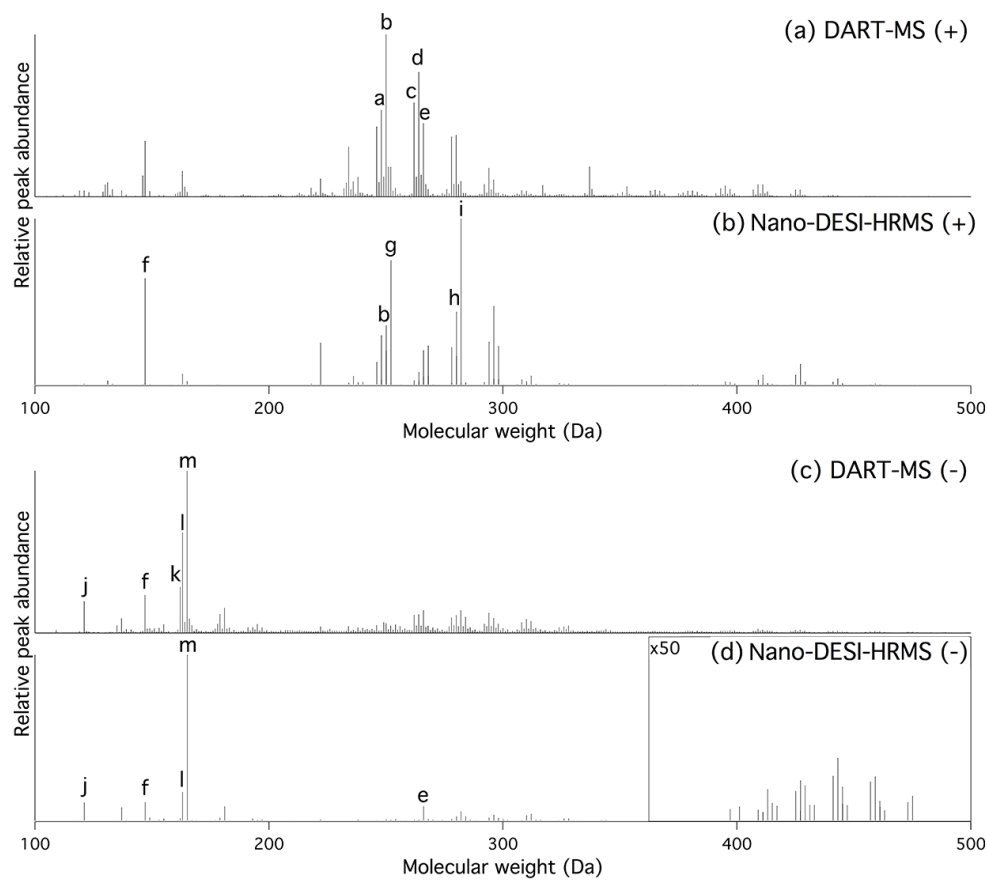 (a) DART-MS (+)
b
d
a
c
e
Relative peak abundance
(b) Nano-DESI-HRMS (+)
i
g
f
h
b
100 200 300 400 500
Molecular weight (Da)
(c) DART-MS (-)
m
l
k
j
f
Relative peak abundance
m
x50
(d) Nano-DESI-HRMS (-)
j
f
l
e
100 200 300 400 500
Molecular weight (Da)